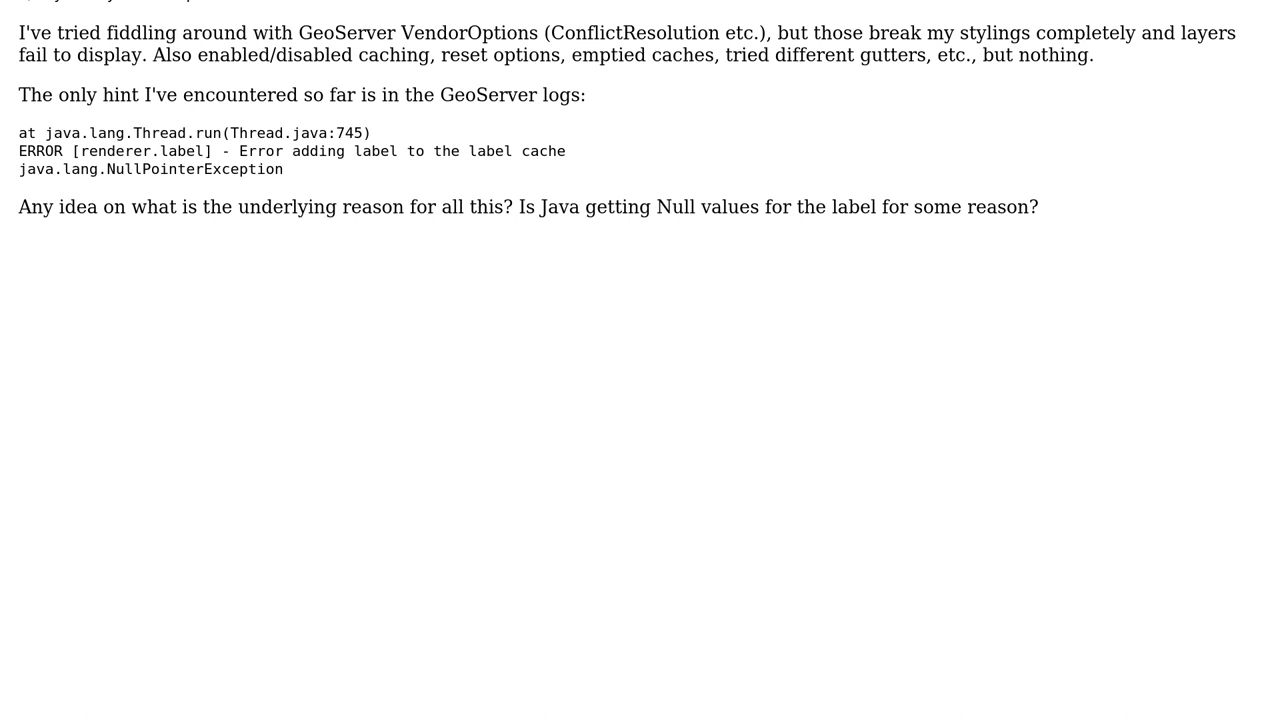 I've tried fiddling around with GeoServer VendorOptions (ConflictResolution etc.), but those break my stylings completely and layers
fail to display. Also enabled/disabled caching, reset options, emptied caches, tried different gutters, etc., but nothing.
The only hint I've encountered so far is in the GeoServer logs:
at java.lang.Thread.run(Thread.java:745)
ERROR [renderer.label] - Error adding label to the label cache
java.lang.NullPointerException
Any idea on what is the underlying reason for all this? Is Java getting Null values for the label for some reason?